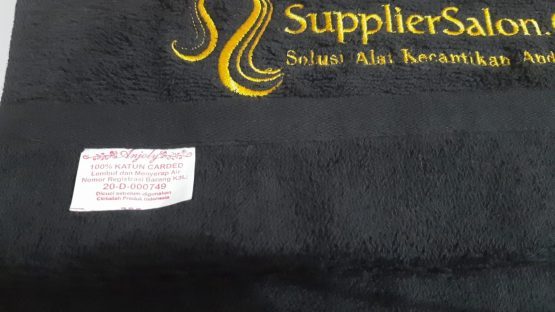 SupplierSalon.
Solusi Alat Kecantikan And
Anjoly
100% KATUN CARDED
Lembut dan Menyerap Air
Nomor Registrasi Barang K3L:
20-D-000749
Dicuci sebelum digunakan
Cintailah Produk Indonesia